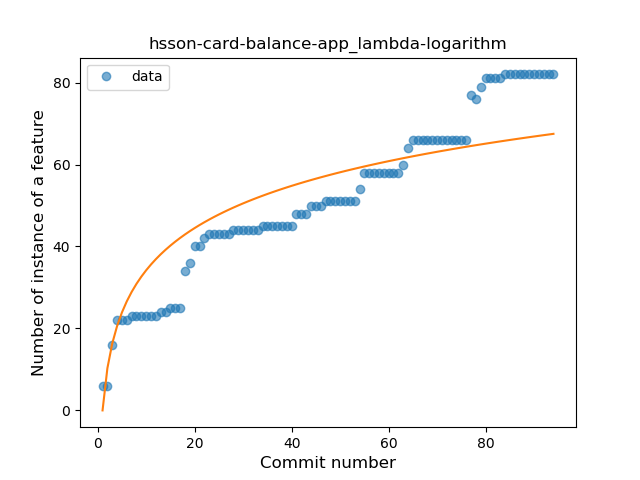 hsson-card-balance-app_lambda-logarithm
data
Number of instance of a feature
80
60
40
20
0
0 20 40 60 80
Commit number